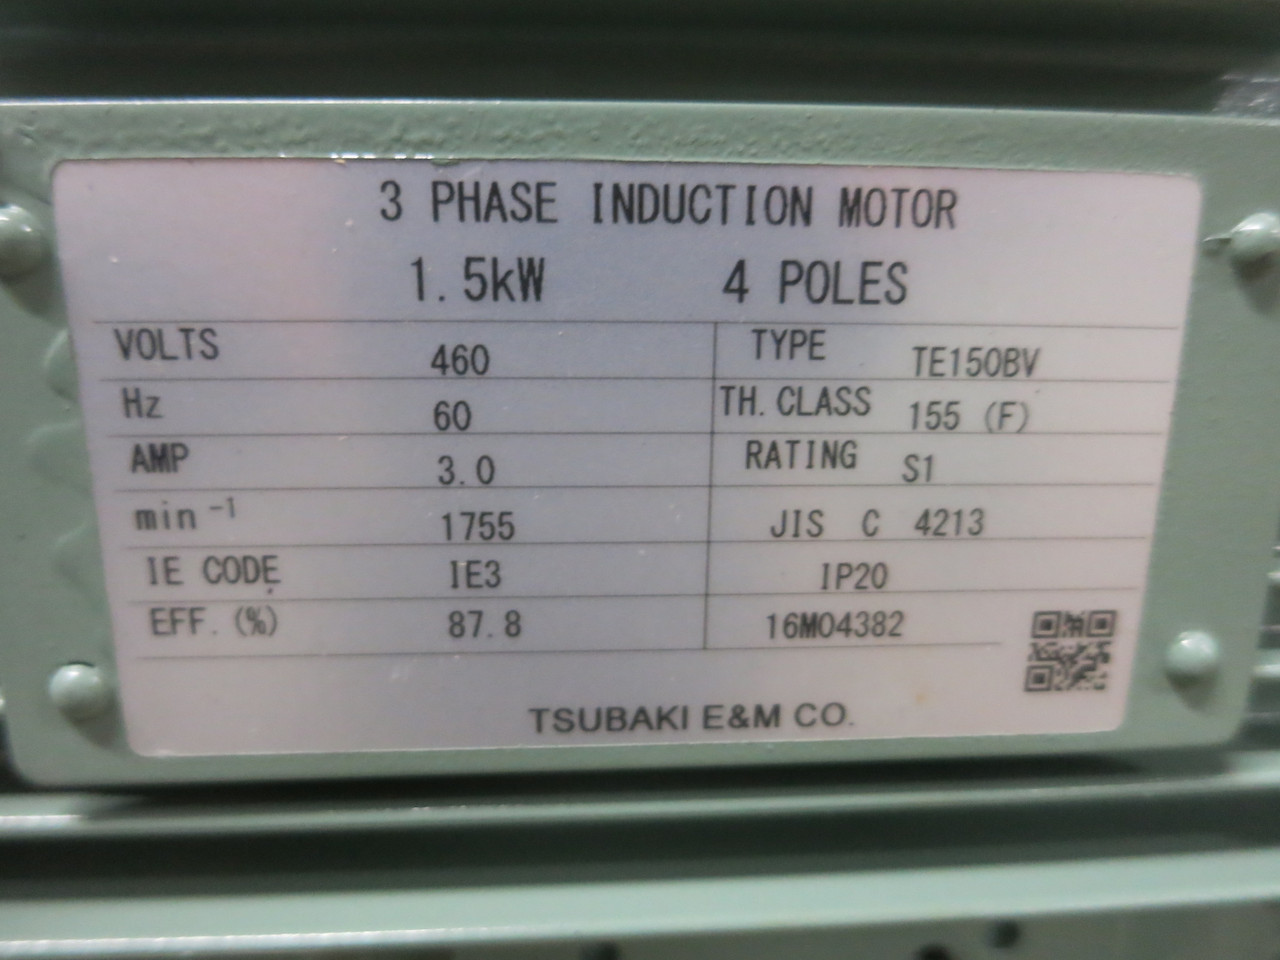 3 PHASE INDUCTION MOTOR
1.5kW 4 POLES
VOLTS 460 TYPE TE150BV
Hz 60 TH. CLASS 155 (F)
AMP 3.0 RATING S1
min⁻¹ 1755 JIS C 4213
IE CODE IE3 IP20
EFF. (%) 87.8 16M04382
TSUBAKI E&M CO.